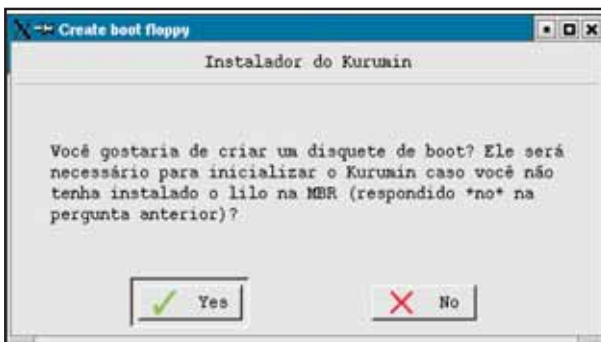 Create boot floppy
Instalador do Kurumin
Você gostaria de criar um disquete de boot? Ele será
necessário para inicializar o Kurumin caso você não
tenha instalado o lilo na MBR (respondido *no* na
pergunta anterior)?
Yes
No